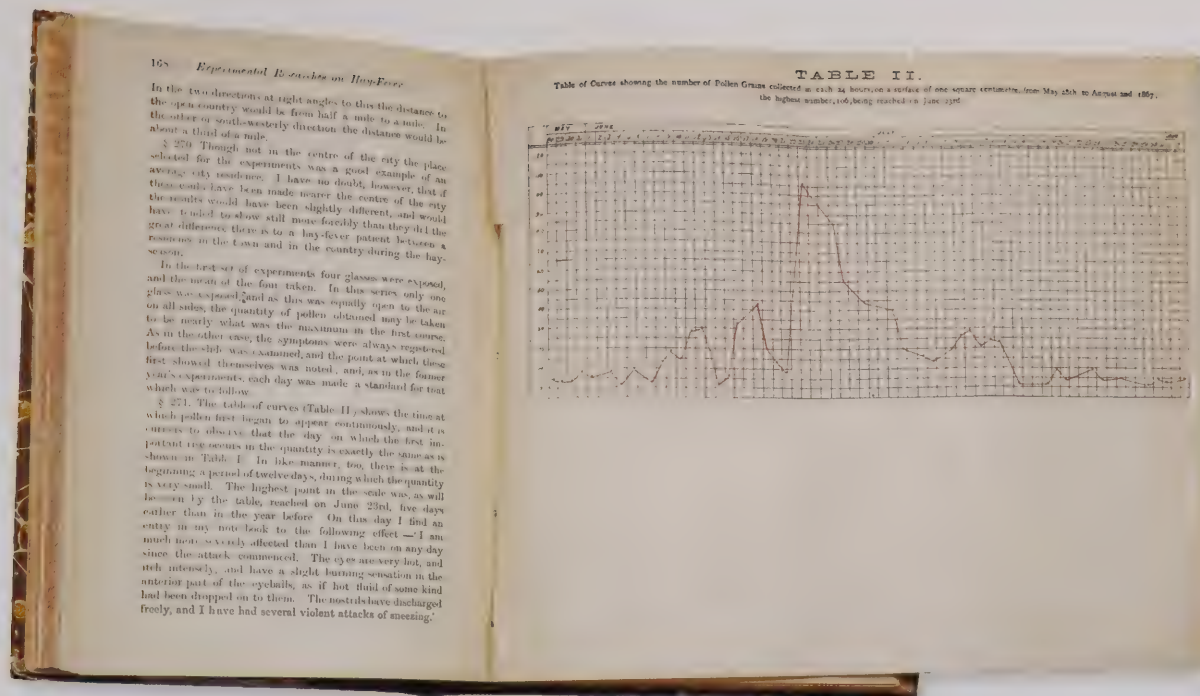 168 Experimental Researches on Hay-Fever
In the two directions at right angles to this the distance to
the open country would be from half a mile to a mile. In
the other or south-westerly direction the distance would be
about a third of a mile.
§ 270. Though not in the centre of the city the place
selected for the experiments was a good example of an
average city residence. I have no doubt, however, that if
these could have been made nearer the centre of the city
the results would have been slightly different, and would
have tended to show still more forcibly than they did the
great difference there is to a hay-fever patient between a
residence in the town and in the country during the hay-
season.
In the first set of experiments four glasses were exposed,
and the mean of the four taken. In this series only one
glass was exposed, and as this was equally open to the air
on all sides, the quantity of pollen obtained may be taken
to be nearly what was the maximum in the first course.
As in the other case, the symptoms were always registered
before the slide was examined, and the point at which these
first showed themselves was noted, and, as in the former
year's experiments, each day was made a standard for that
which was to follow.
§ 271. The table of curves (Table II) shows the time at
which pollen first began to appear continuously, and it is
curious to observe that the day on which the first im-
portant rise occurs in the quantity is exactly the same as is
shown in Table I. In like manner, too, there is at the
beginning a period of twelve days, during which the quantity
is very small. The highest point in the scale was, as will
be seen by the table, reached on June 23rd, five days
earlier than in the year before. On this day I find an
entry in my note book to the following effect —'I am
much more severely affected than I have been on any day
since the attack commenced. The eyes are very hot, and
itch intensely, and have a slight burning sensation in the
anterior part of the eyeballs, as if hot fluid of some kind
had been dropped on to them. The nostrils have discharged
freely, and I have had several violent attacks of sneezing.'
TABLE II.
Table of Curves showing the number of Pollen Grains collected in each 24 hours, on a surface of one square centimetre, from May 28th to August 2nd 1867,
the highest number, 106, being reached on June 23rd.
MAY JUNE